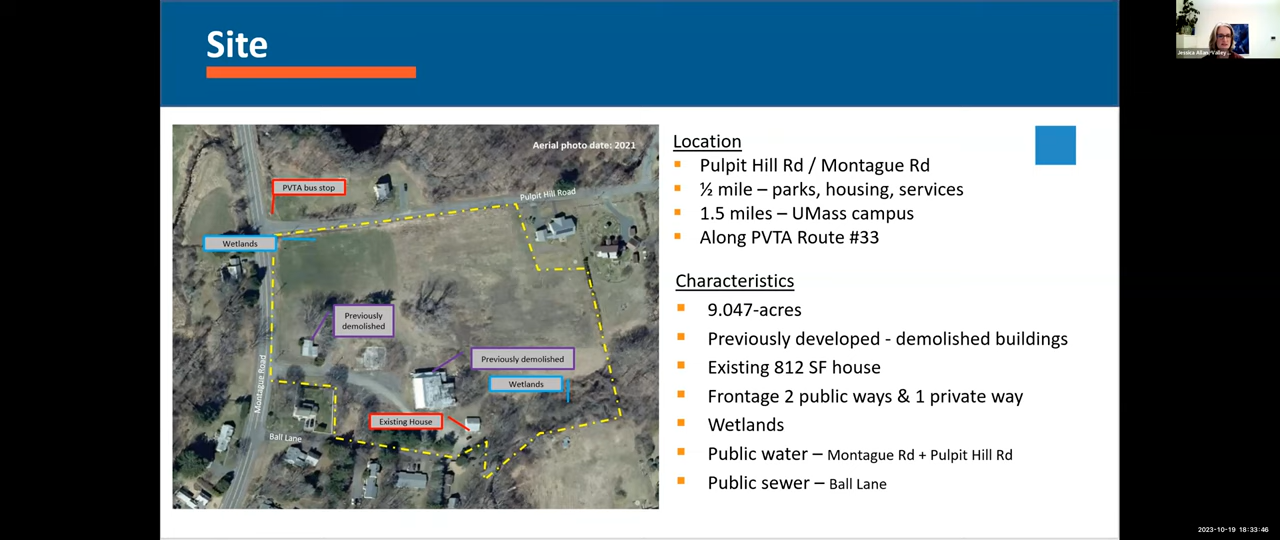 Site
Jessica Allan, Valley
Aerial photo date: 2021
PVTA bus stop
Pulpit Hill Road
Wetlands
Previously
demolished
Previously demolished
Wetlands
Montague Road
Existing House
Ball Lane
Location
Pulpit Hill Rd / Montague Rd
½ mile – parks, housing, services
1.5 miles – UMass campus
Along PVTA Route #33
Characteristics
9.047-acres
Previously developed - demolished buildings
Existing 812 SF house
Frontage 2 public ways & 1 private way
Wetlands
Public water – Montague Rd + Pulpit Hill Rd
Public sewer – Ball Lane
2023-10-19 18:33:46